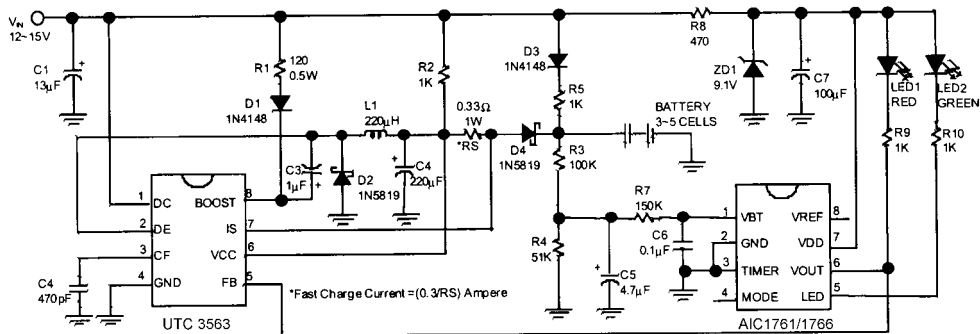 VIN
12~15V
C1
13µF
+
R1
120
0.5W
D1
1N4148
R2
1K
L1
220µH
0.33Ω
1W
*RS
C3
1µF
+
D2
1N5819
+
C4
220µF
D3
1N4148
R5
1K
D4
1N5819
R3
100K
BATTERY
3~5 CELLS
R8
470
ZD1
9.1V
+
C7
100µF
LED1
RED
LED2
GREEN
R9
1K
R10
1K
R7
150K
C6
0.1µF
R4
51K
+
C5
4.7µF
1 DC BOOST 8
2 DE IS 7
3 CF VCC 6
4 GND FB 5
UTC 3563
C4
470pF
*Fast Charge Current =(0.3/RS) Ampere
1 VBT VREF 8
2 GND VDD 7
3 TIMER VOUT 6
4 MODE LED 5
AIC1761/1766